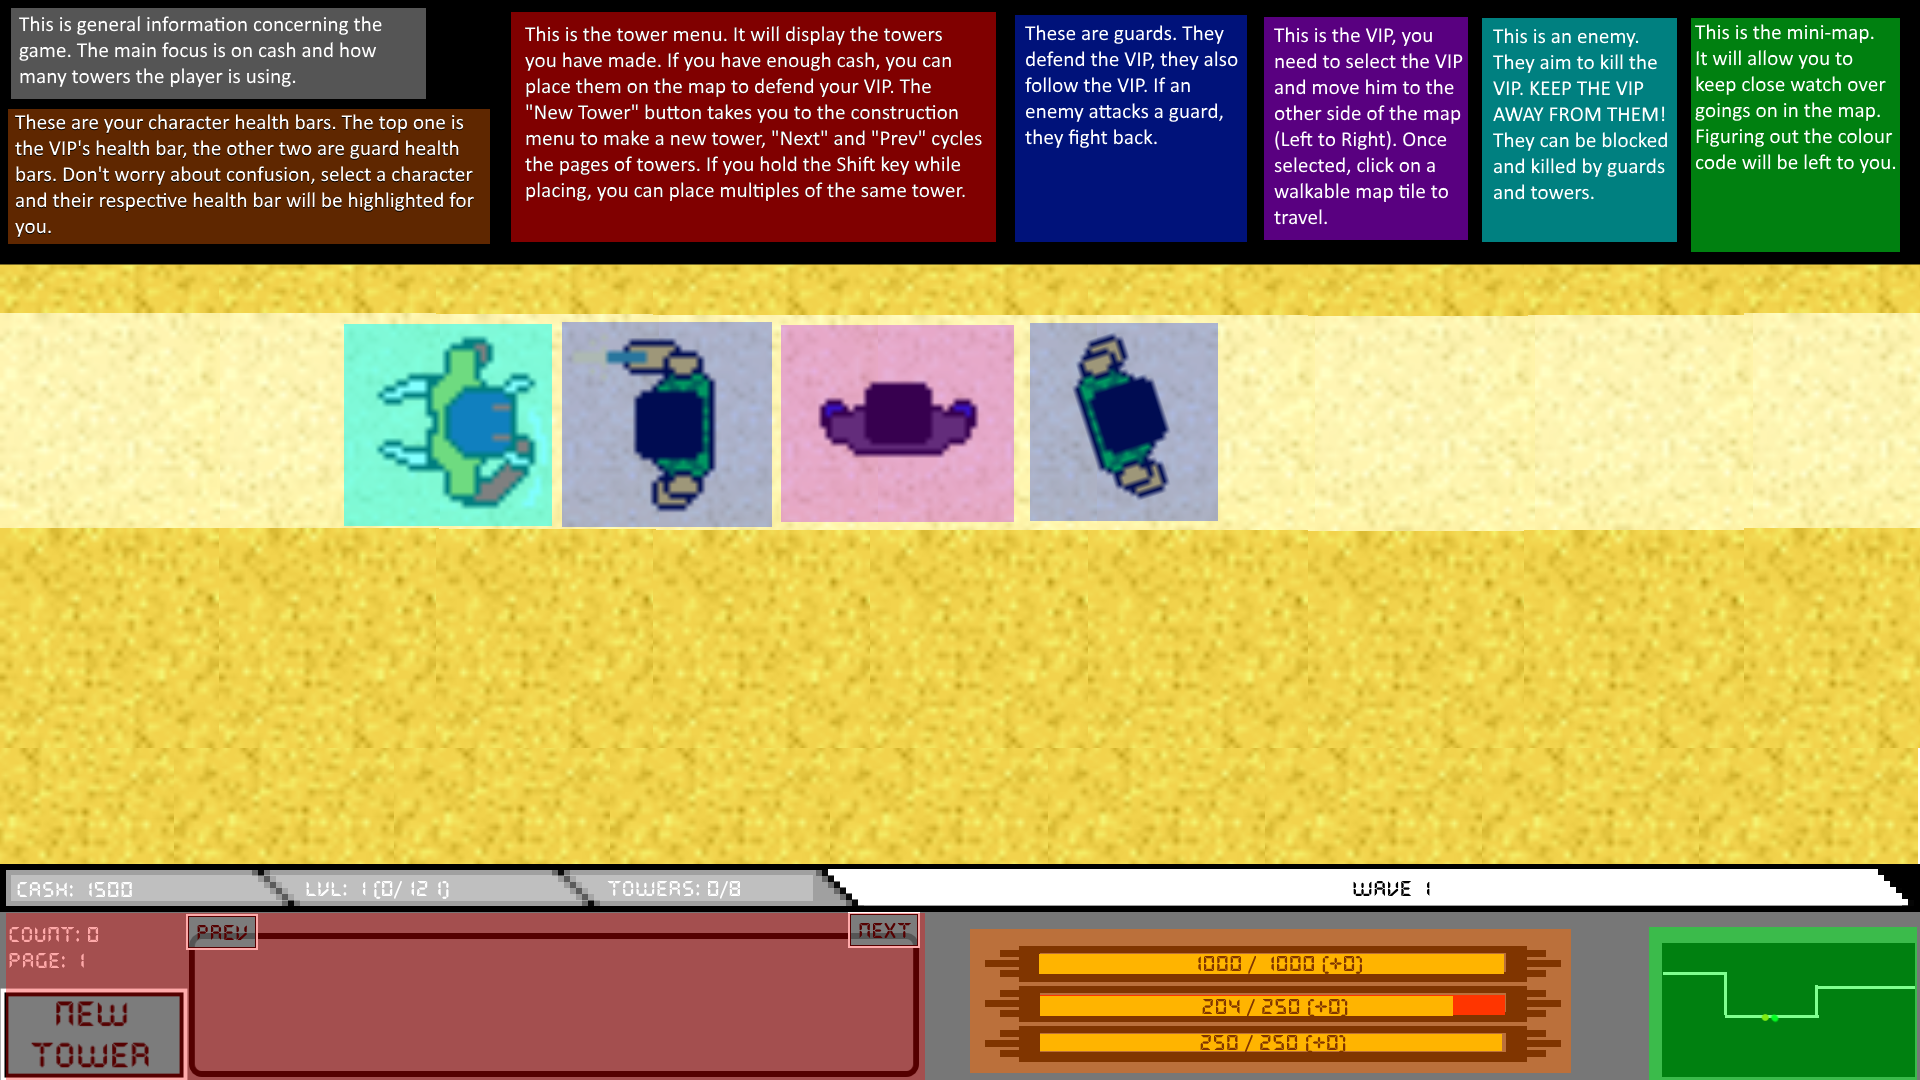 This is general information concerning the
game. The main focus is on cash and how
many towers the player is using.
These are your character health bars. The top one is
the VIP's health bar, the other two are guard health
bars. Don't worry about confusion, select a character
and their respective health bar will be highlighted for
you.
This is the tower menu. It will display the towers
you have made. If you have enough cash, you can
place them on the map to defend your VIP. The
"New Tower" button takes you to the construction
menu to make a new tower, "Next" and "Prev" cycles
the pages of towers. If you hold the Shift key while
placing, you can place multiples of the same tower.
These are guards. They
defend the VIP, they also
follow the VIP. If an
enemy attacks a guard,
they fight back.
This is the VIP, you
need to select the VIP
and move him to the
other side of the map
(Left to Right). Once
selected, click on a
walkable map tile to
travel.
This is an enemy.
They aim to kill the
VIP. KEEP THE VIP
AWAY FROM THEM!
They can be blocked
and killed by guards
and towers.
This is the mini-map.
It will allow you to
keep close watch over
goings on in the map.
Figuring out the colour
code will be left to you.
CASH: 1500
LVL: 1 (0/121)
TOWERS: 0/8
WAVE 1
COUNT: 0
PAGE: 1
PREV
NEXT
NEW
TOWER
1000 / 1000 (+0)
204 / 250 (+0)
250 / 250 (+0)